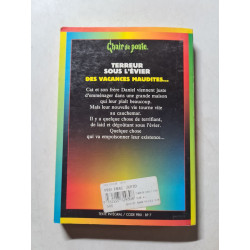 Chair de poule
TERREUR
SOUS L'ÉVIER
DES VACANCES MAUDITES...
Cat et son frère Daniel viennent juste
d'emménager dans une grande maison
qui leur plaît beaucoup.
Mais leur nouvelle vie tourne vite
au cauchemar.
Il y a quelque chose de terrifiant,
de laid et dégoûtant sous l'évier.
Quelque chose
qui va empoisonner leur existence...